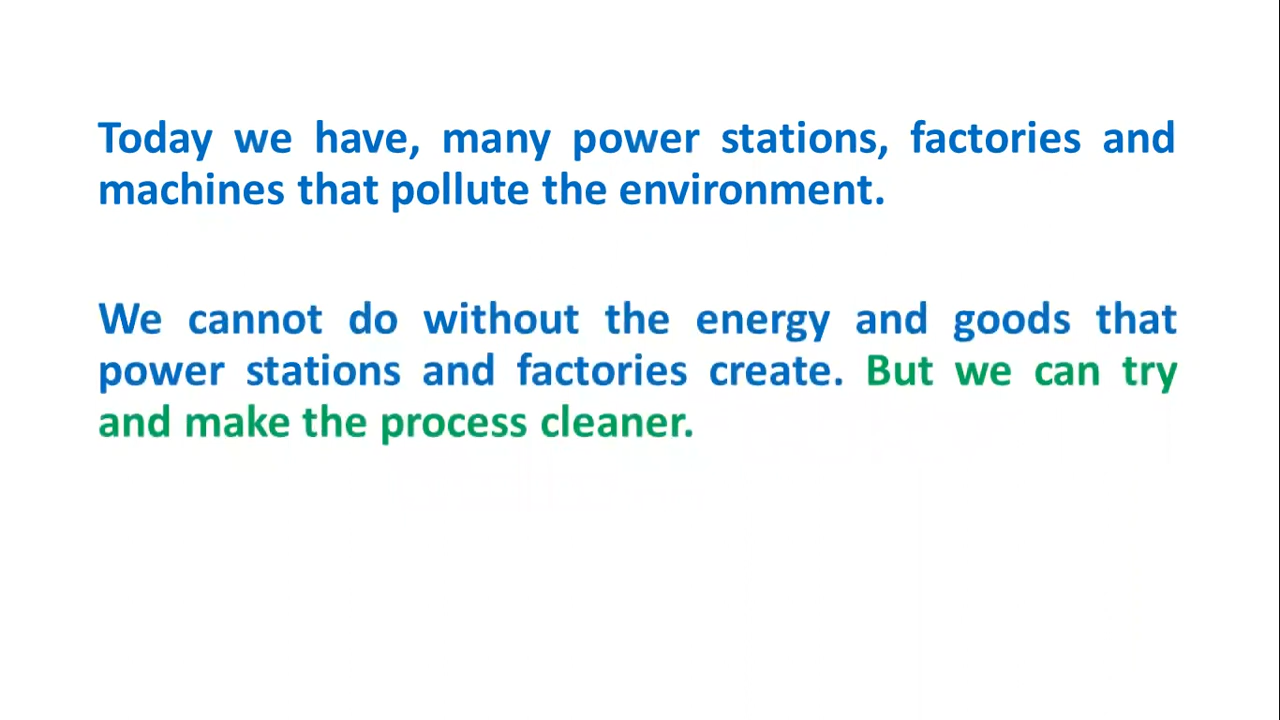 Today we have, many power stations, factories and
machines that pollute the environment.
We cannot do without the energy and goods that
power stations and factories create. But we can try
and make the process cleaner.